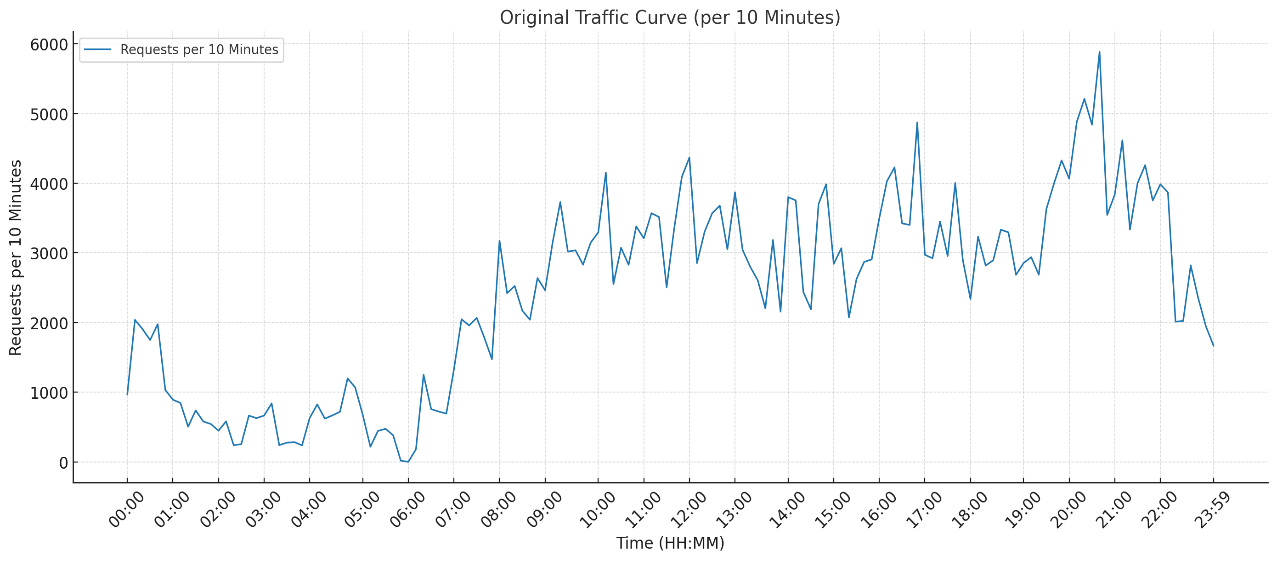 Original Traffic Curve (per 10 Minutes)
Requests per 10 Minutes
6000
5000
4000
3000
2000
1000
0
Requests per 10 Minutes
00:00 01:00 02:00 03:00 04:00 05:00 06:00 07:00 08:00 09:00 10:00 11:00 12:00 13:00 14:00 15:00 16:00 17:00 18:00 19:00 20:00 21:00 22:00 23:59
Time (HH:MM)